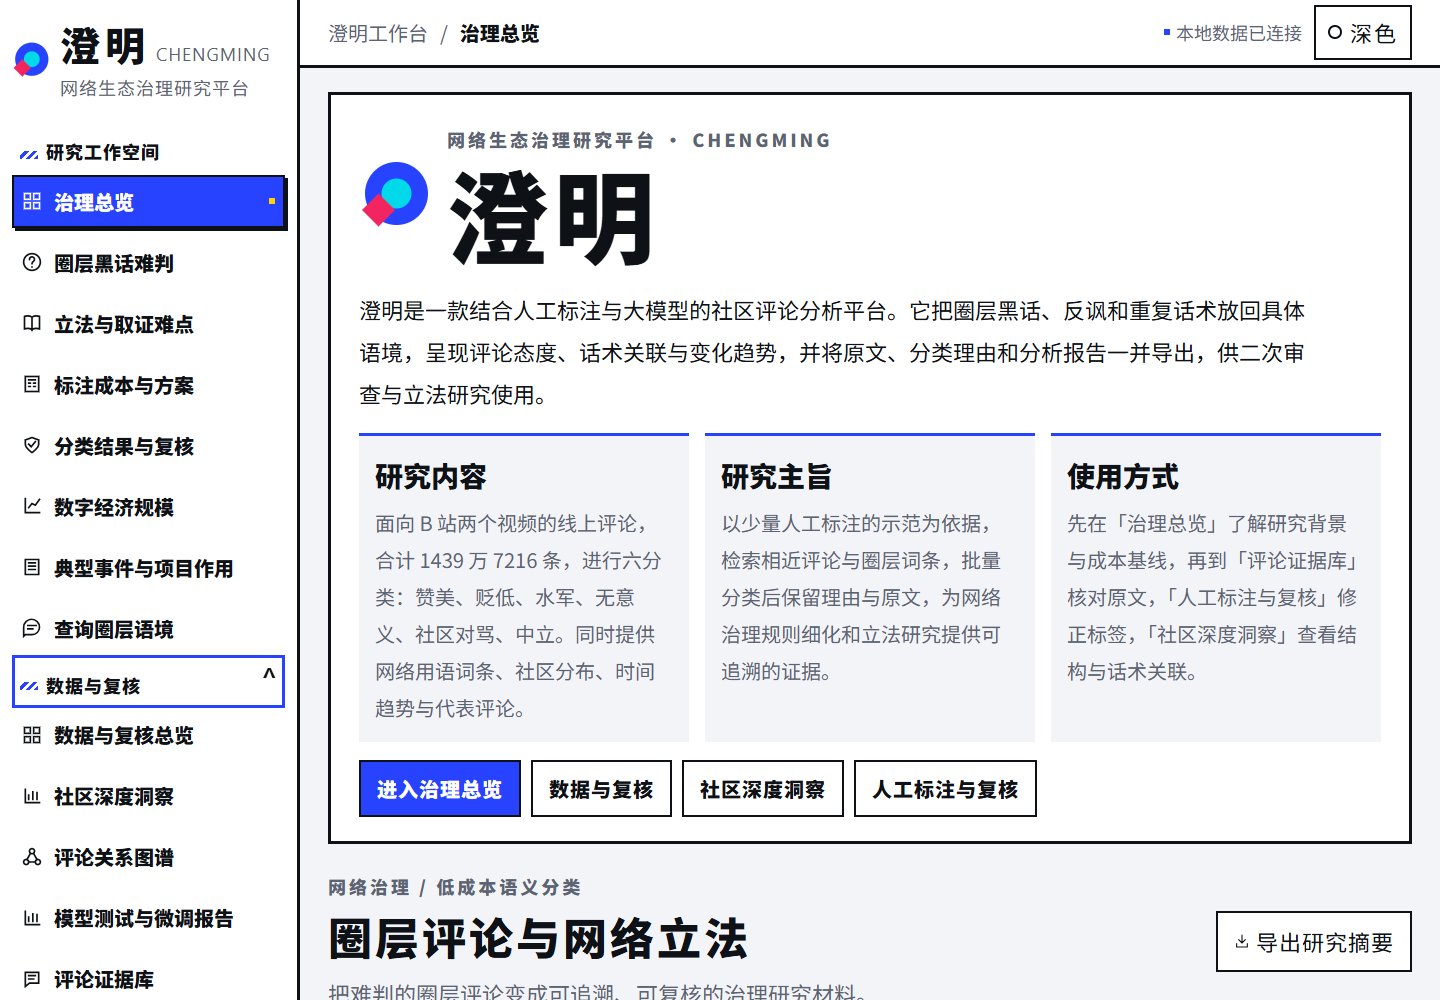 澄明 CHENGMING
网络生态治理研究平台
研究工作空间
治理总览
圈层黑话难判
立法与取证难点
标注成本与方案
分类结果与复核
数字经济规模
典型事件与项目作用
查询圈层语境
数据与复核
数据与复核总览
社区深度洞察
评论关系图谱
模型测试与微调报告
评论证据库
澄明工作台 / 治理总览
本地数据已连接
深色
网络生态治理研究平台 • CHENGMING
澄明
澄明是一款结合人工标注与大模型的社区评论分析平台。它把圈层黑话、反讽和重复话术放回具体
语境，呈现评论态度、话术关联与变化趋势，并将原文、分类理由和分析报告一并导出，供二次审
查与立法研究使用。
研究内容
面向 B 站两个视频的线上评论，
合计 1439 万 7216 条，进行六分
类：赞美、贬低、水军、无意
义、社区对骂、中立。同时提供
网络用语词条、社区分布、时间
趋势与代表评论。
研究主旨
以少量人工标注的示范为依据，
检索相近评论与圈层词条，批量
分类后保留理由与原文，为网络
治理规则细化和立法研究提供可
追溯的证据。
使用方式
先在「治理总览」了解研究背景
与成本基线，再到「评论证据库」
核对原文，「人工标注与复核」修
正标签，「社区深度洞察」查看结
构与话术关联。
进入治理总览
数据与复核
社区深度洞察
人工标注与复核
网络治理 / 低成本语义分类
圈层评论与网络立法
导出研究摘要
把难判的圈层评论变成可追溯、可复核的治理研究材料。